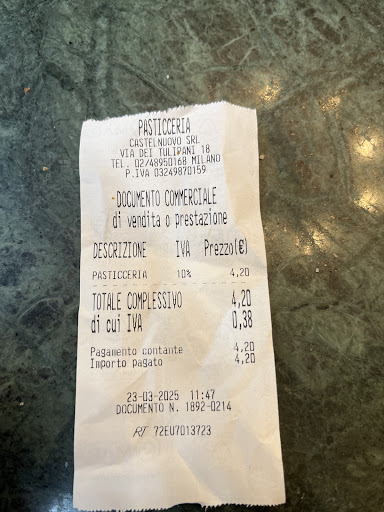 PASTICCERIA
CASTELNUOVO SRL
VIA DEI TULIPANI 18
TEL. 02/48950168 MILANO
P.IVA 03249870159
DOCUMENTO COMMERCIALE
di vendita o prestazione
DESCRIZIONE IVA Prezzo(€)
PASTICCERIA 10% 4,20
TOTALE COMPLESSIVO 4,20
di cui IVA 0,38
Pagamento contante 4,20
Importo pagato 4,20
23-03-2025 11:47
DOCUMENTO N. 1892-0214
RT 72EU7013723